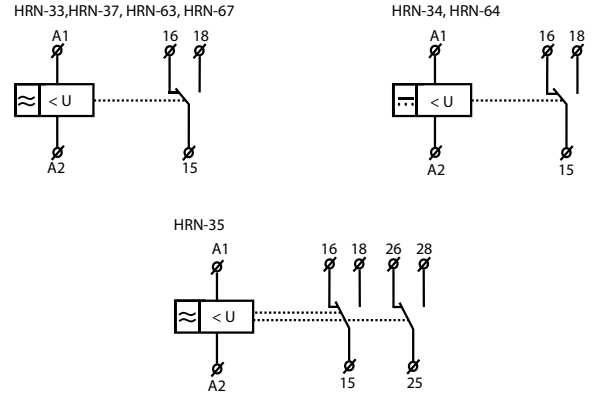 HRN-33,HRN-37, HRN-63, HRN-67
A1 16 18
< U
A2 15
HRN-34, HRN-64
A1 16 18
< U
A2 15
HRN-35
A1 16 18 26 28
< U
A2 15 25